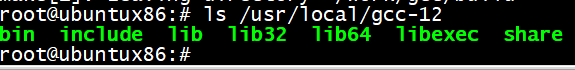 root@ubuntux86:# ls /usr/local/gcc-12
bin include lib lib32 lib64 libexec share
root@ubuntux86:#